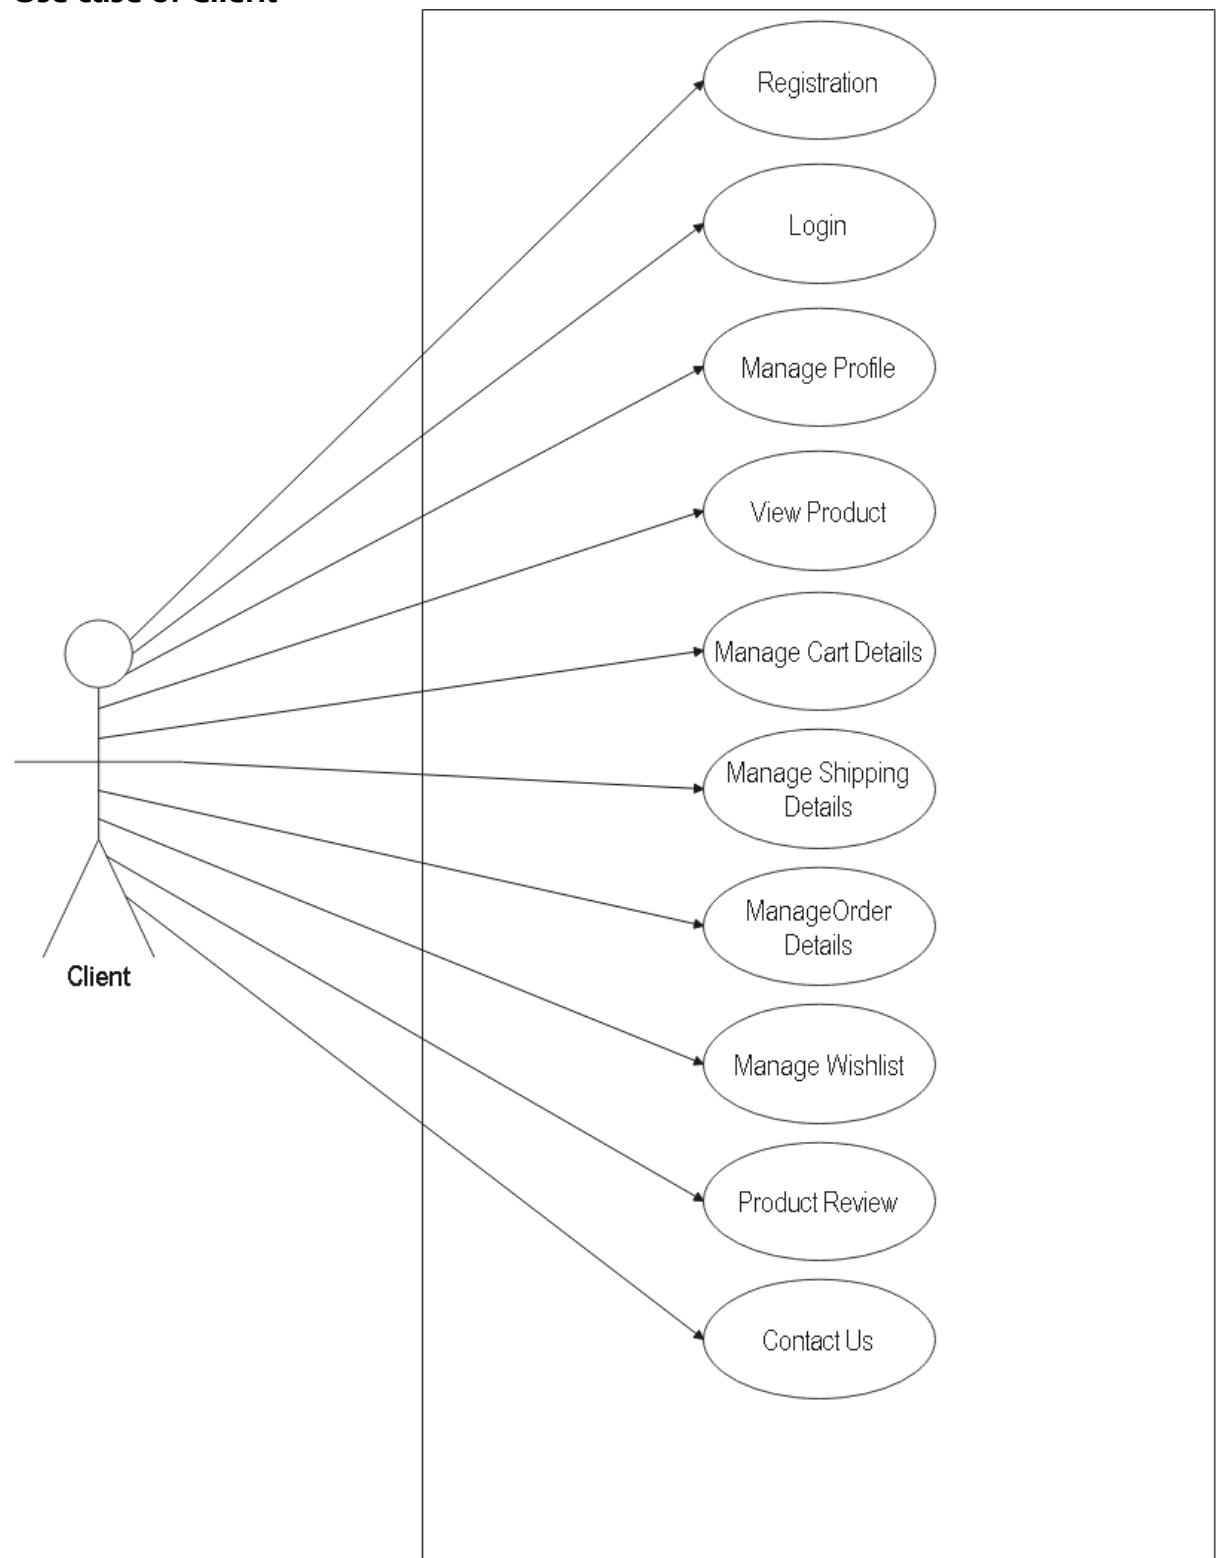 Use case of Client
Registration
Login
Manage Profile
View Product
Manage Cart Details
Manage Shipping
Details
ManageOrder
Details
Client
Manage Wishlist
Product Review
Contact Us